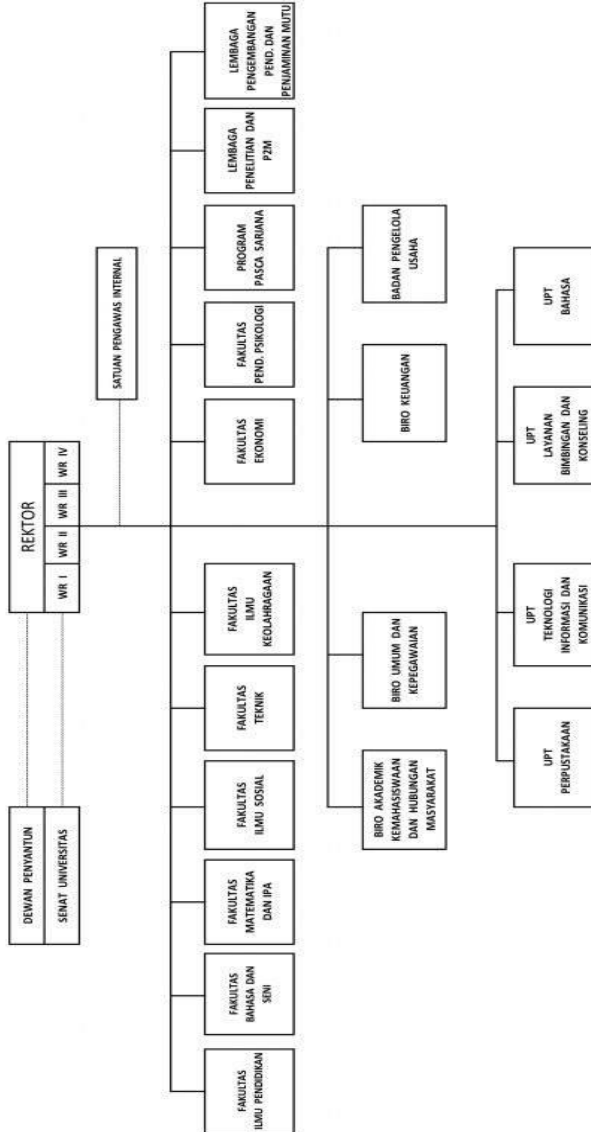 DEWAN PENYANTUN
SENAT UNIVERSITAS
REKTOR
WR I
WR II
WR III
WR IV
SATUAN PENGAWAS INTERNAL
FAKULTAS
ILMU PENDIDIKAN
FAKULTAS
BAHASA DAN
SENI
FAKULTAS
MATEMATIKA
DAN IPA
FAKULTAS
ILMU SOSIAL
FAKULTAS
TEKNIK
FAKULTAS
ILMU
KEOLAHRAGAAN
FAKULTAS
EKONOMI
FAKULTAS
PEND. PSIKOLOGI
PROGRAM
PASCA SARJANA
LEMBAGA
PENELITIAN DAN
P2M
LEMBAGA
PENGEMBANGAN
PEND. DAN
PENJAMINAN MUTU
BIRO AKADEMIK
KEMAHASISWAAN
DAN HUBUNGAN
MASYARAKAT
BIRO UMUM DAN
KEPEGAWAIAN
BIRO KEUANGAN
BADAN PENGELOLA
USAHA
UPT
PERPUSTAKAAN
UPT
TEKNOLOGI
INFORMASI DAN
KOMUNIKASI
UPT
LAYANAN
BIMBINGAN DAN
KONSELING
UPT
BAHASA